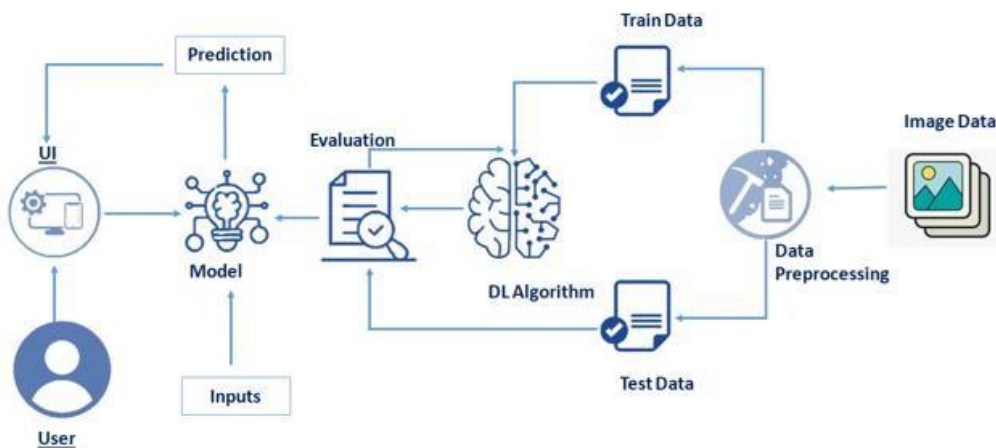 Train Data
Prediction
Evaluation
Image Data
UI
Model
DL Algorithm
Data
Preprocessing
Inputs
Test Data
User